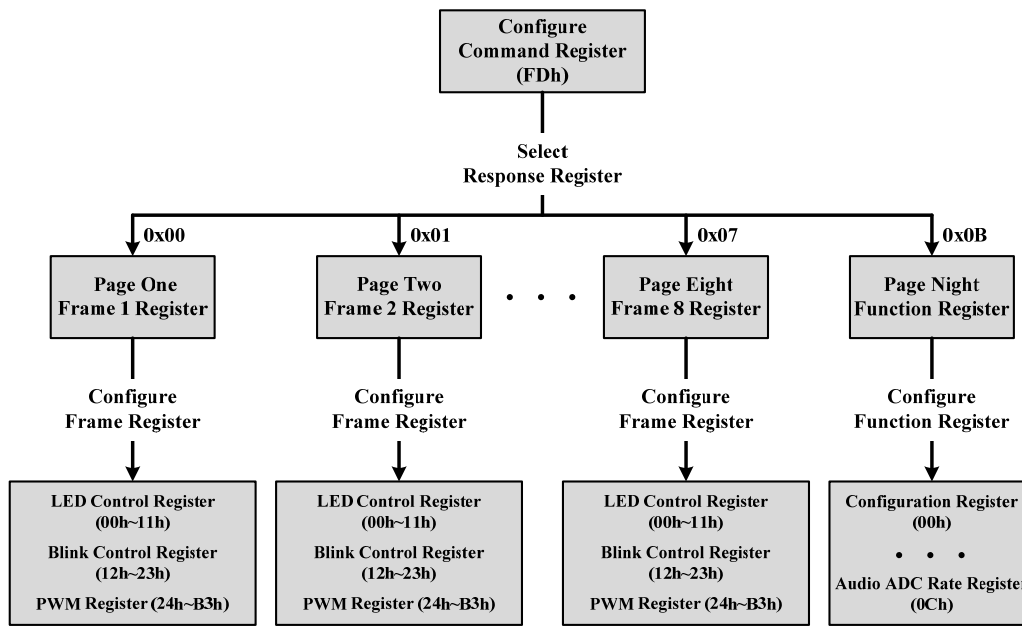 Configure
Command Register
(FDh)
Select
Response Register
0x00
0x01
0x07
0x0B
Page One
Frame 1 Register
Page Two
Frame 2 Register
. . .
Page Eight
Frame 8 Register
Page Night
Function Register
Configure
Frame Register
Configure
Frame Register
Configure
Frame Register
Configure
Function Register
LED Control Register
(00h~11h)
Blink Control Register
(12h~23h)
PWM Register (24h~B3h)
LED Control Register
(00h~11h)
Blink Control Register
(12h~23h)
PWM Register (24h~B3h)
LED Control Register
(00h~11h)
Blink Control Register
(12h~23h)
PWM Register (24h~B3h)
Configuration Register
(00h)
. . .
Audio ADC Rate Register
(0Ch)